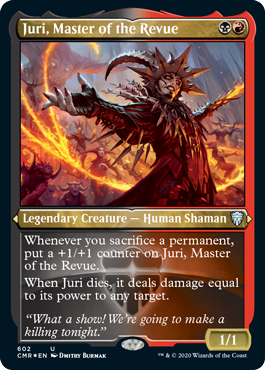 Juri, Master of the Revue
Legendary Creature — Human Shaman
Whenever you sacrifice a permanent,
put a +1/+1 counter on Juri, Master
of the Revue.
When Juri dies, it deals damage equal
to its power to any target.
"What a show! We're going to make a
killing tonight."
1/1
602 U
CMR★EN Dmitry Burmak
™ & © 2020 Wizards of the Coast